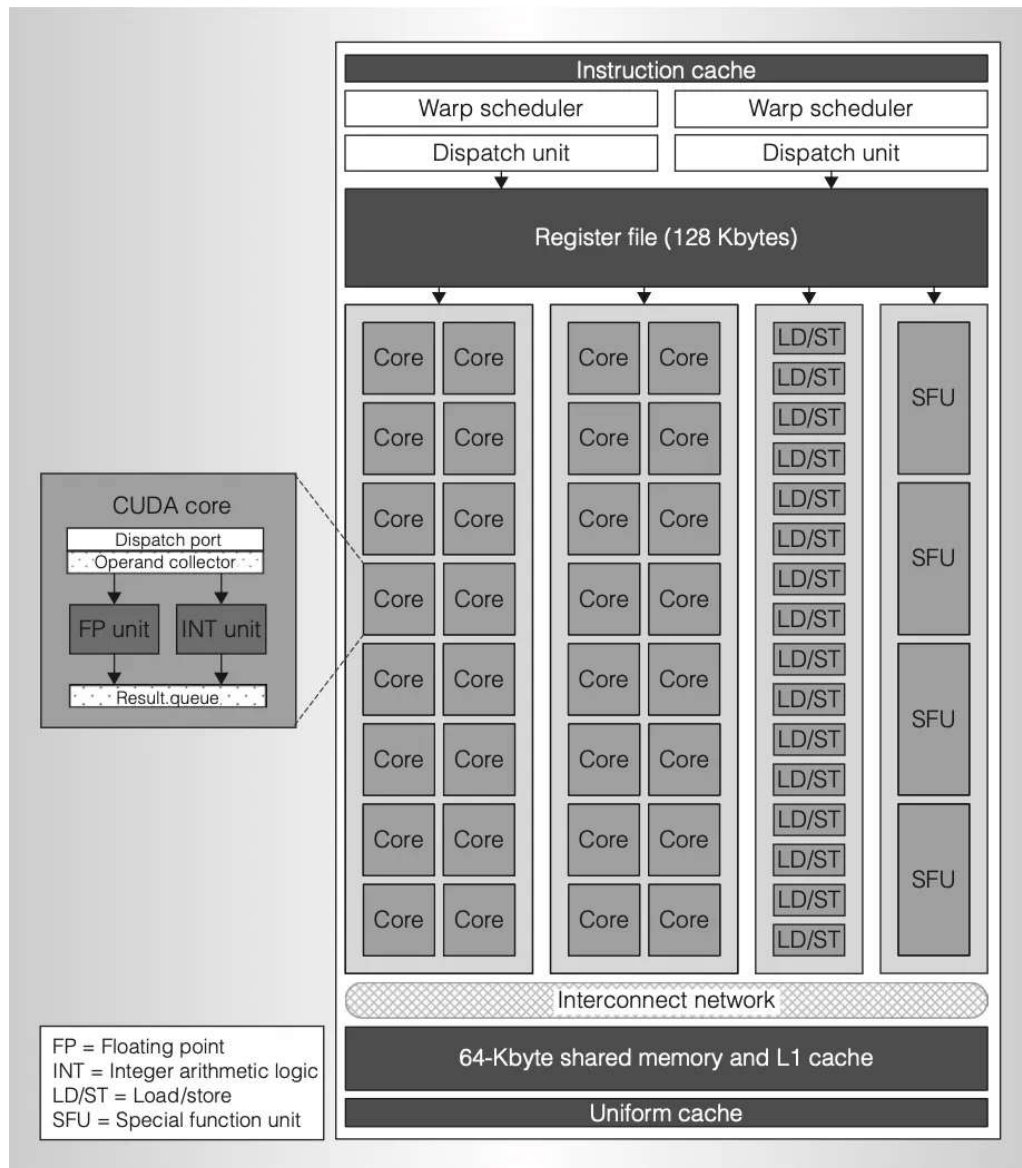 Instruction cache
Warp scheduler
Warp scheduler
Dispatch unit
Dispatch unit
Register file (128 Kbytes)
Core Core Core Core LD/ST
LD/ST
SFU
Core Core Core Core LD/ST
LD/ST
Core Core Core Core LD/ST
LD/ST
SFU
Core Core Core Core LD/ST
LD/ST
Core Core Core Core LD/ST
LD/ST
SFU
Core Core Core Core LD/ST
LD/ST
Core Core Core Core LD/ST
LD/ST
SFU
Core Core Core Core LD/ST
LD/ST
CUDA core
Dispatch port
Operand collector
FP unit
INT unit
Result queue
Interconnect network
64-Kbyte shared memory and L1 cache
Uniform cache
FP = Floating point
INT = Integer arithmetic logic
LD/ST = Load/store
SFU = Special function unit